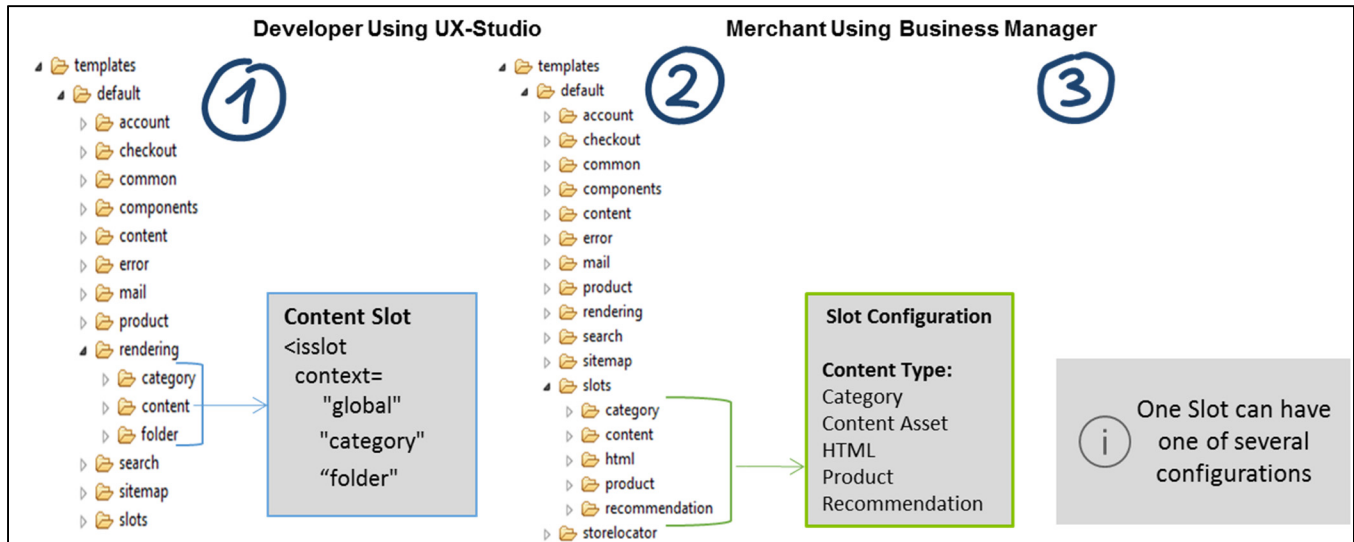 Developer Using UX-Studio
Merchant Using Business Manager
1
2
3
templates
default
account
checkout
common
components
content
error
mail
product
rendering
category
content
folder
search
sitemap
slots
Content Slot
<isslot
context=
"global"
"category"
“folder"
templates
default
account
checkout
common
components
content
error
mail
product
rendering
search
sitemap
slots
category
content
html
product
recommendation
storelocator
Slot Configuration
Content Type:
Category
Content Asset
HTML
Product
Recommendation
i
One Slot can have
one of several
configurations